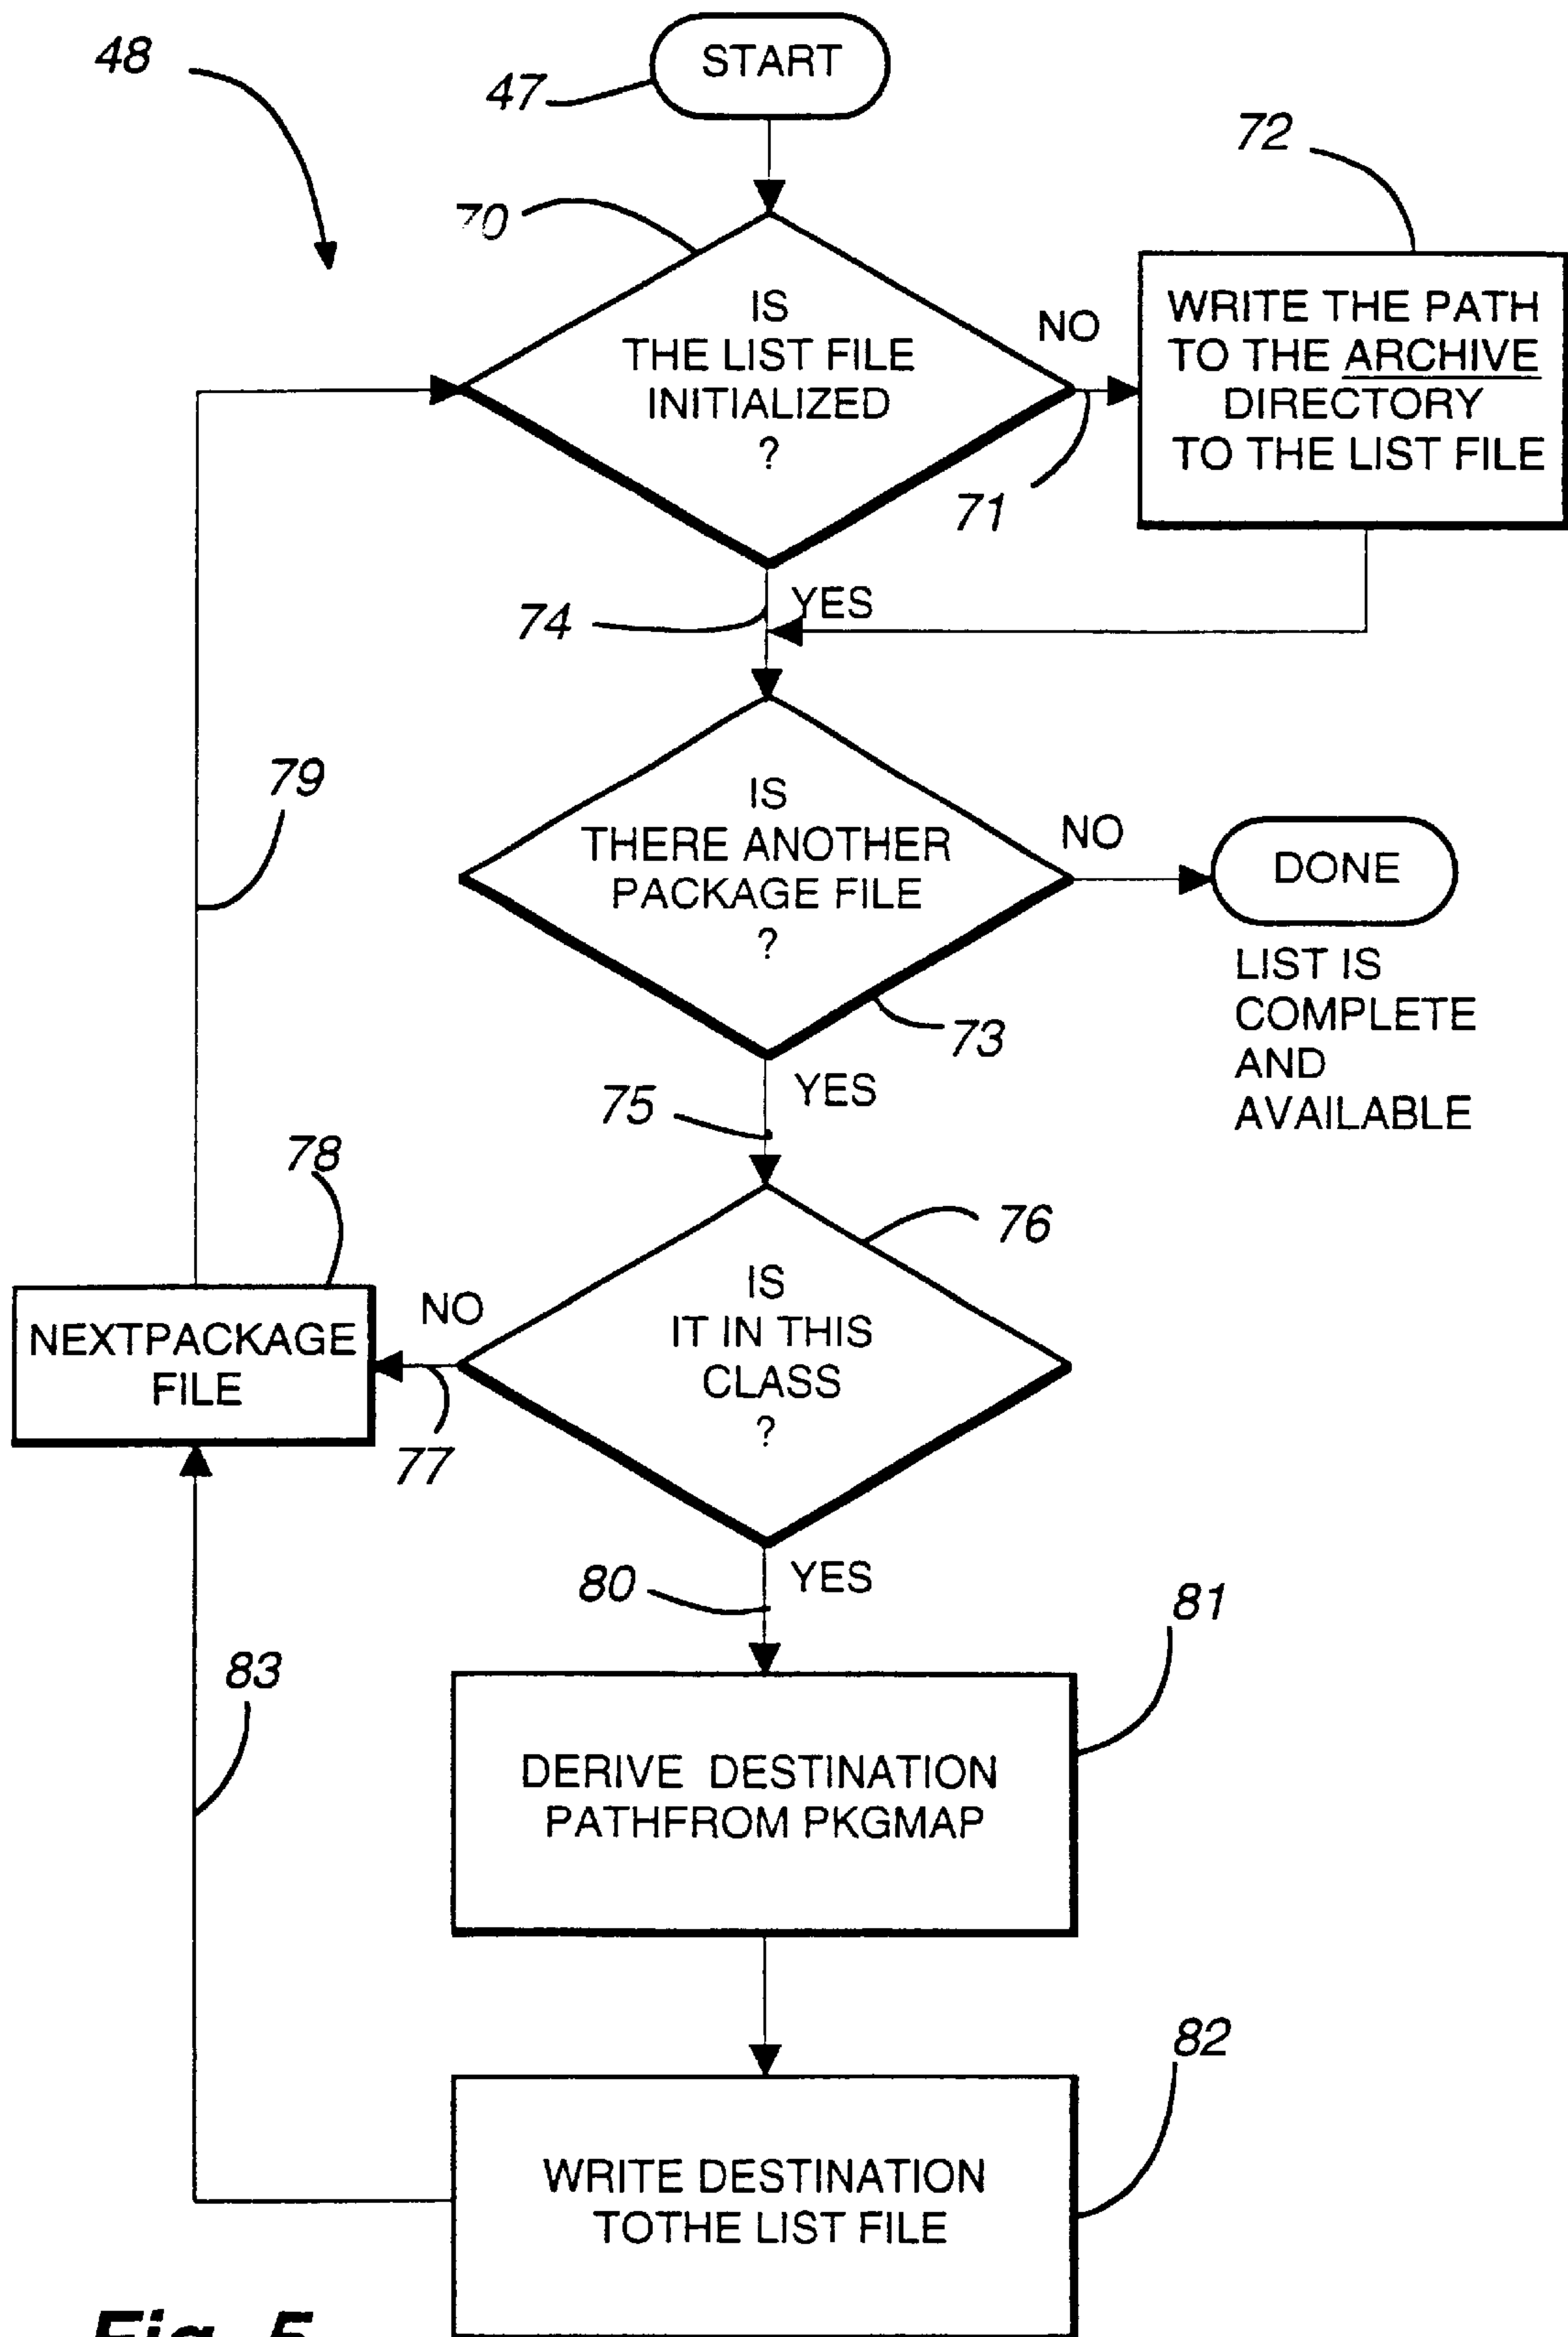 48
START
47
72
70
IS
THE LIST FILE
INITIALIZED
?
NO
WRITE THE PATH
TO THE ARCHIVE
DIRECTORY
TO THE LIST FILE
71
74
YES
79
IS
THERE ANOTHER
PACKAGE FILE
?
NO
DONE
LIST IS
COMPLETE
AND
AVAILABLE
73
75
YES
78
76
NEXTPACKAGE
FILE
NO
IS
IT IN THIS
CLASS
?
77
80
YES
81
83
DERIVE DESTINATION
PATHFROM PKGMAP
82
WRITE DESTINATION
TOTHE LIST FILE
Fig. 5